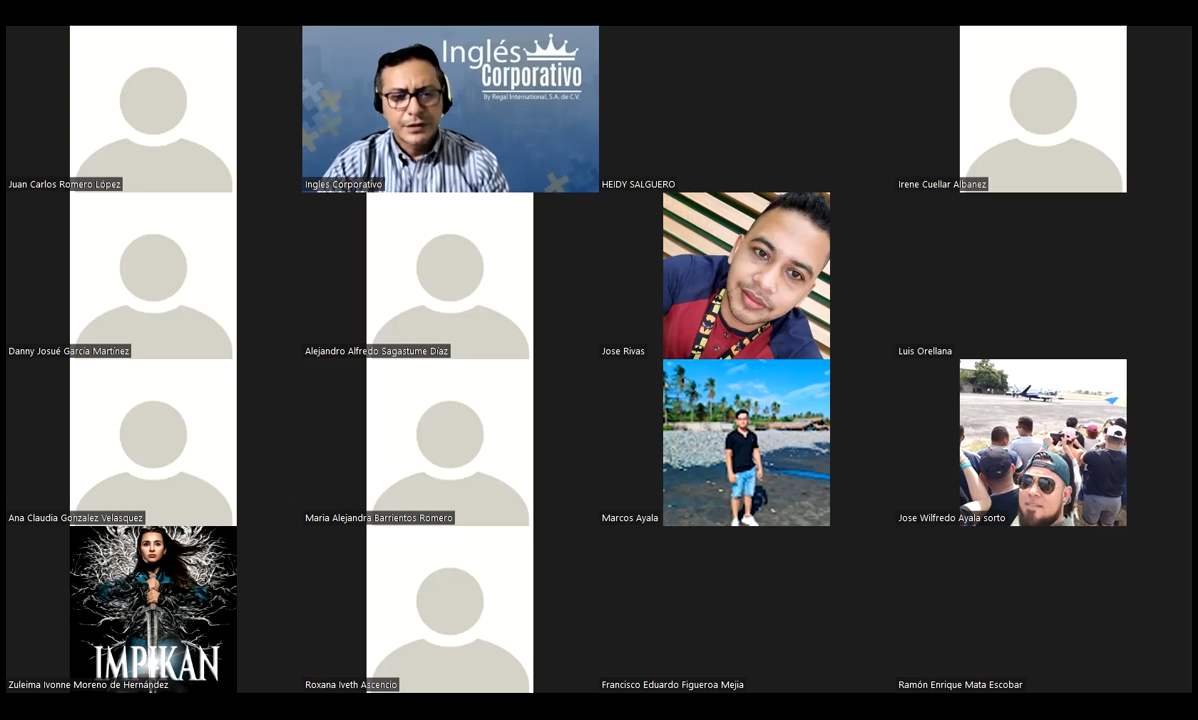 Inglés
Corporativo
By Regal International, S.A. de C.V.
Juan Carlos Romero López
Ingles Corporativo
HEIDY SALGUERO
Irene Cuellar Albanez
Danny Josué García Martínez
Alejandro Alfredo Sagastume Díaz
Jose Rivas
Luis Orellana
Ana Claudia Gonzalez Velasquez
Maria Alejandra Barrientos Romero
Marcos Ayala
Jose Wilfredo Ayala sorto
IMPIKAN
Zuleima Ivonne Moreno de Hernández
Roxana Iveth Ascencio
Francisco Eduardo Figueroa Mejia
Ramón Enrique Mata Escobar